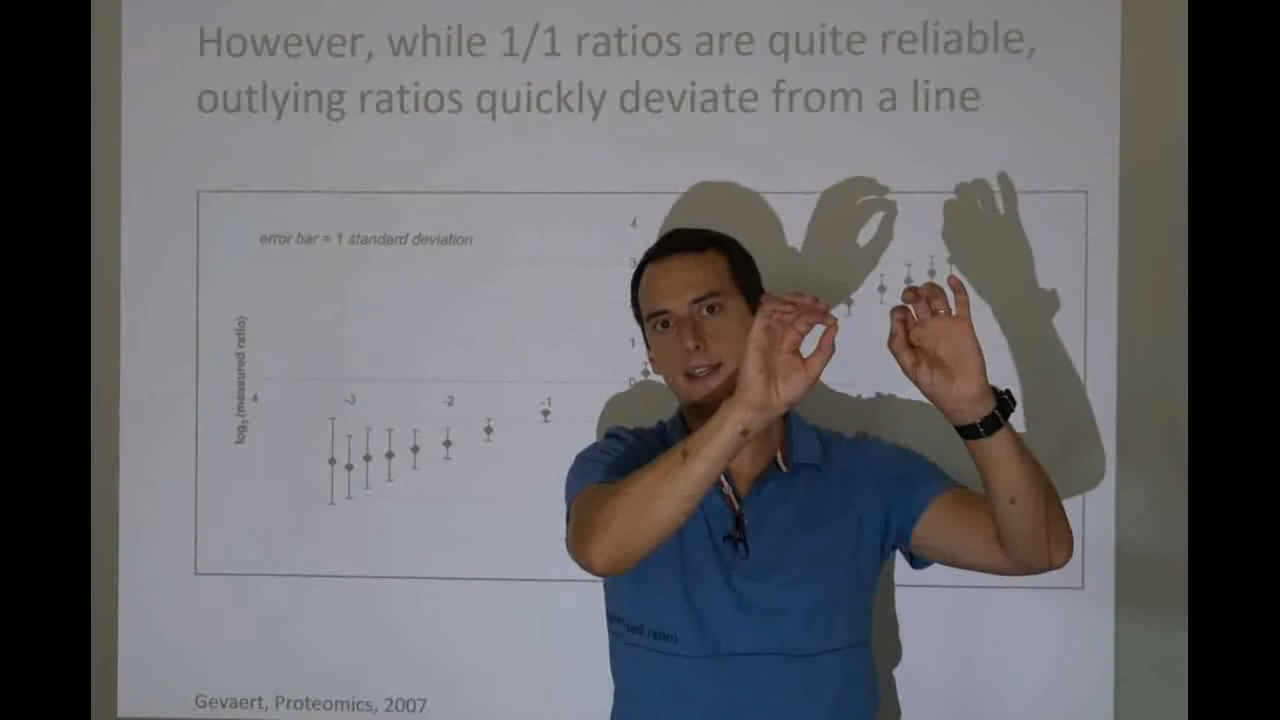 However, while 1/1 ratios are quite reliable,
outlying ratios quickly deviate from a line
error bar = 1 standard deviation
4
3
1
0
log₂(measured ratio)
4 -3 -2 -1
ratio)
Gevaert, Proteomics, 2007